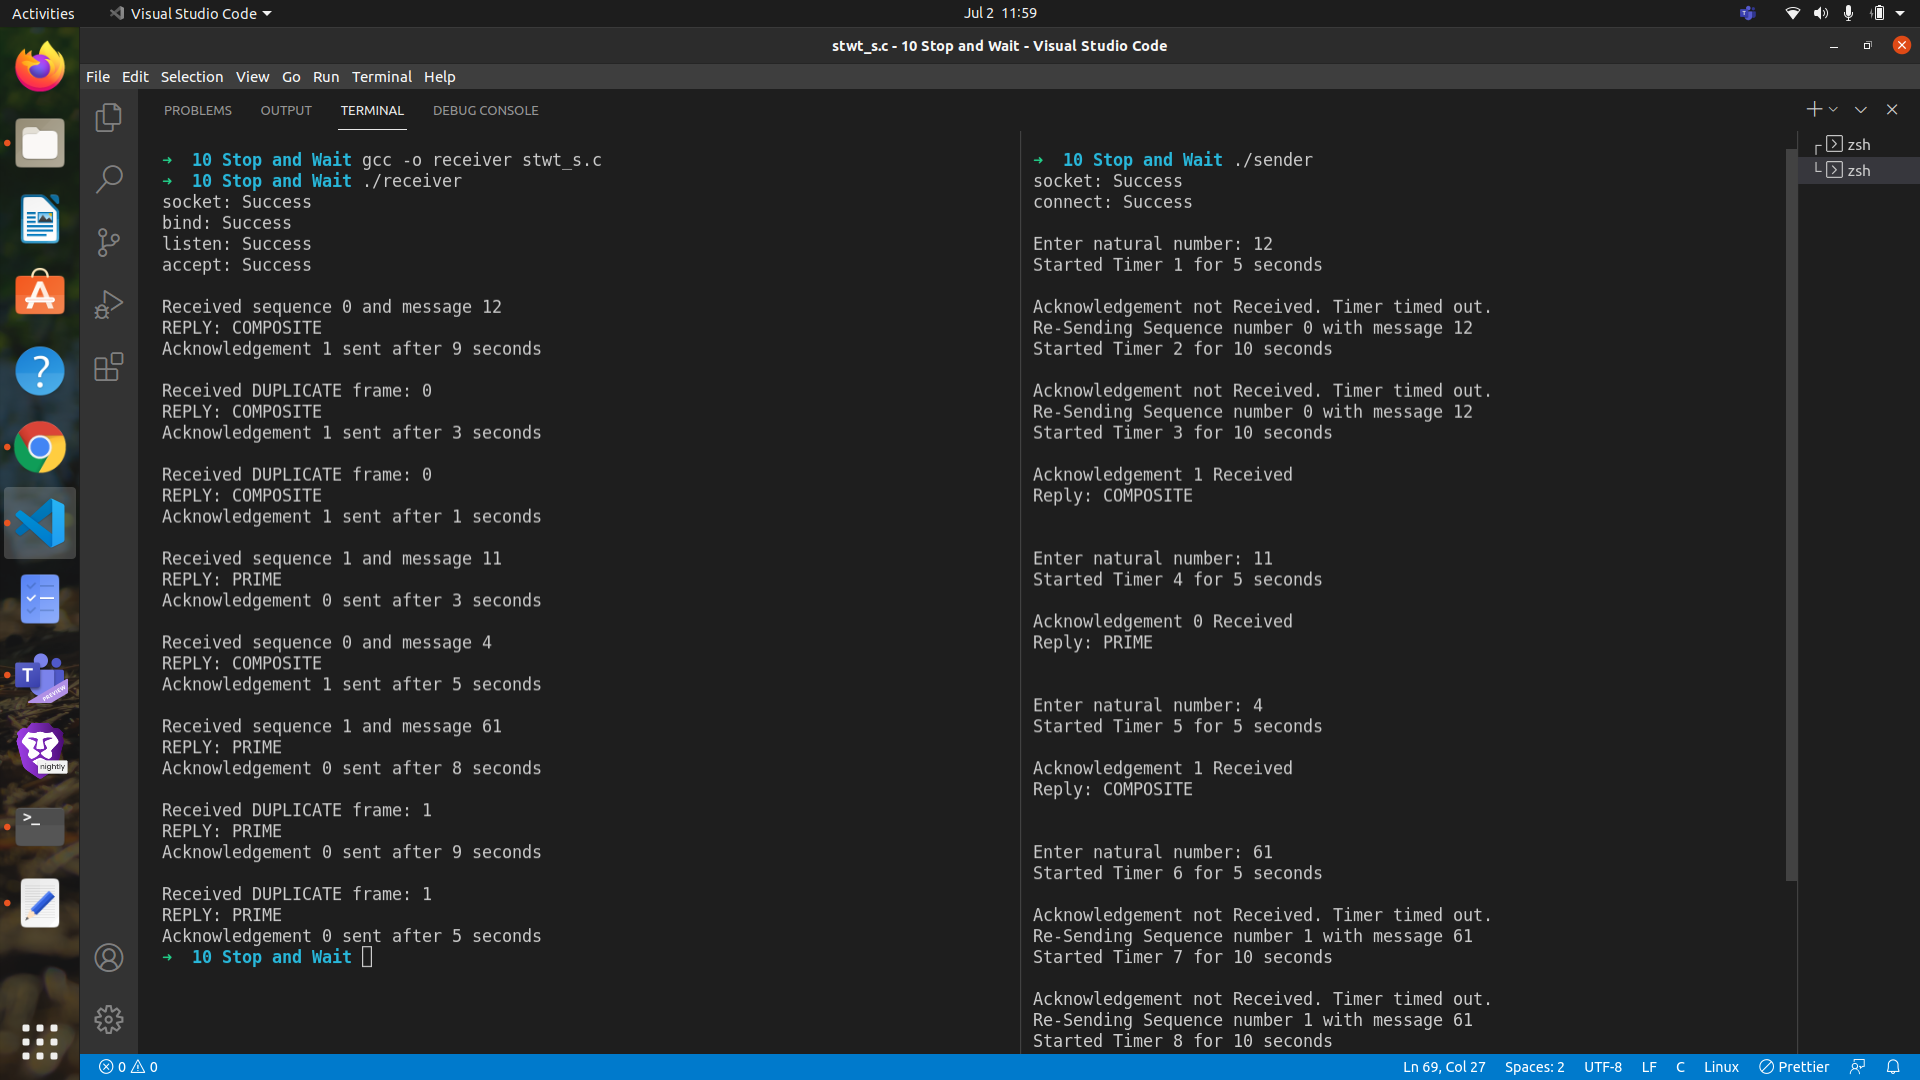 Activities
Visual Studio Code
Jul 2 11:59
stwt_s.c - 10 Stop and Wait - Visual Studio Code
File Edit Selection View Go Run Terminal Help
PROBLEMS OUTPUT TERMINAL DEBUG CONSOLE
➜ 10 Stop and Wait gcc -o receiver stwt_s.c
➜ 10 Stop and Wait ./receiver
socket: Success
bind: Success
listen: Success
accept: Success
Received sequence 0 and message 12
REPLY: COMPOSITE
Acknowledgement 1 sent after 9 seconds
Received DUPLICATE frame: 0
REPLY: COMPOSITE
Acknowledgement 1 sent after 3 seconds
Received DUPLICATE frame: 0
REPLY: COMPOSITE
Acknowledgement 1 sent after 1 seconds
Received sequence 1 and message 11
REPLY: PRIME
Acknowledgement 0 sent after 3 seconds
Received sequence 0 and message 4
REPLY: COMPOSITE
Acknowledgement 1 sent after 5 seconds
Received sequence 1 and message 61
REPLY: PRIME
Acknowledgement 0 sent after 8 seconds
Received DUPLICATE frame: 1
REPLY: PRIME
Acknowledgement 0 sent after 9 seconds
Received DUPLICATE frame: 1
REPLY: PRIME
Acknowledgement 0 sent after 5 seconds
➜ 10 Stop and Wait
➜ 10 Stop and Wait ./sender
socket: Success
connect: Success
Enter natural number: 12
Started Timer 1 for 5 seconds
Acknowledgement not Received. Timer timed out.
Re-Sending Sequence number 0 with message 12
Started Timer 2 for 10 seconds
Acknowledgement not Received. Timer timed out.
Re-Sending Sequence number 0 with message 12
Started Timer 3 for 10 seconds
Acknowledgement 1 Received
Reply: COMPOSITE
Enter natural number: 11
Started Timer 4 for 5 seconds
Acknowledgement 0 Received
Reply: PRIME
Enter natural number: 4
Started Timer 5 for 5 seconds
Acknowledgement 1 Received
Reply: COMPOSITE
Enter natural number: 61
Started Timer 6 for 5 seconds
Acknowledgement not Received. Timer timed out.
Re-Sending Sequence number 1 with message 61
Started Timer 7 for 10 seconds
Acknowledgement not Received. Timer timed out.
Re-Sending Sequence number 1 with message 61
Started Timer 8 for 10 seconds
zsh
zsh
T
PREVIEW
nightly
0 0
Ln 69, Col 27 Spaces: 2 UTF-8 LF C Linux Prettier